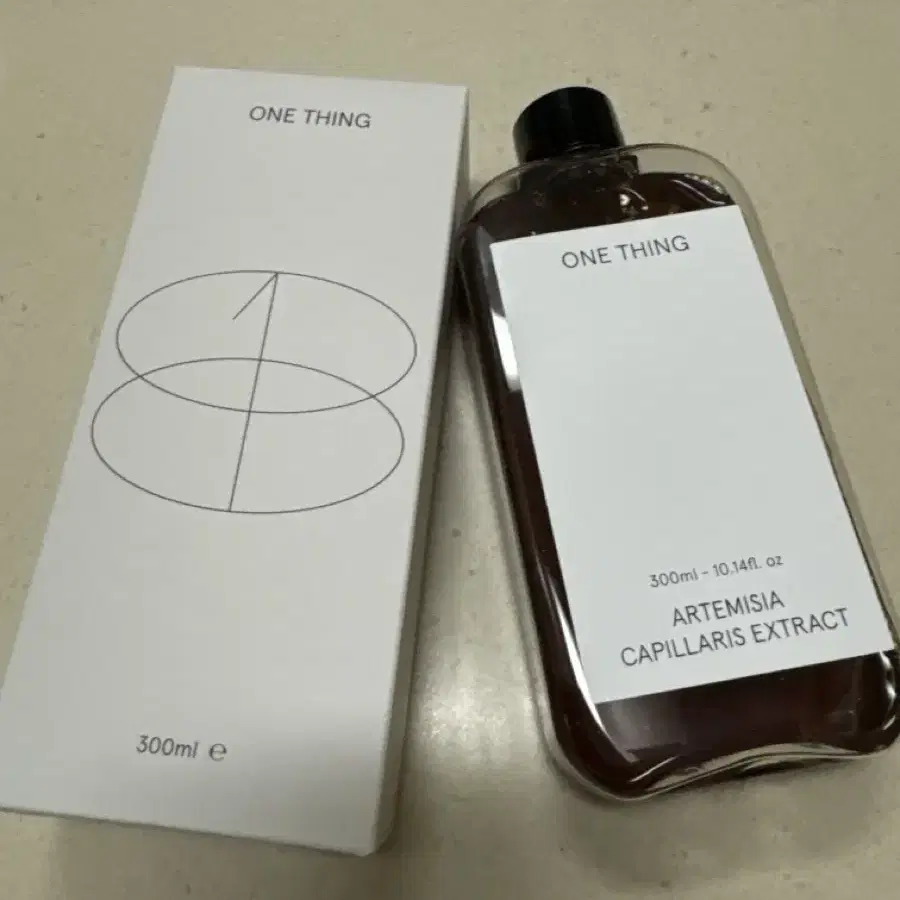 ONE THING
300ml ℮
ONE THING
300ml - 10.14fl. oz
ARTEMISIA
CAPILLARIS EXTRACT